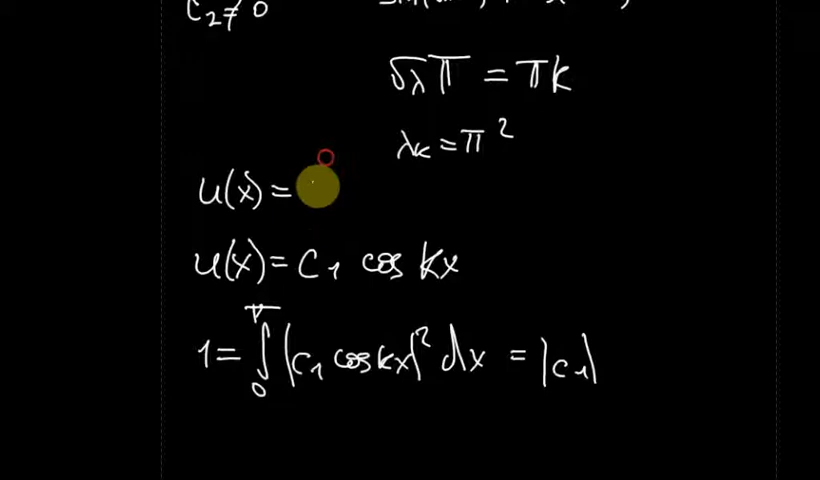 C₂≠0
√λ π = πk
λₖ = π²
u(x) =
u(x) = C₁ cos kx
1 = ∫₀^π |C₁ cos kx|² dx = |C₁|